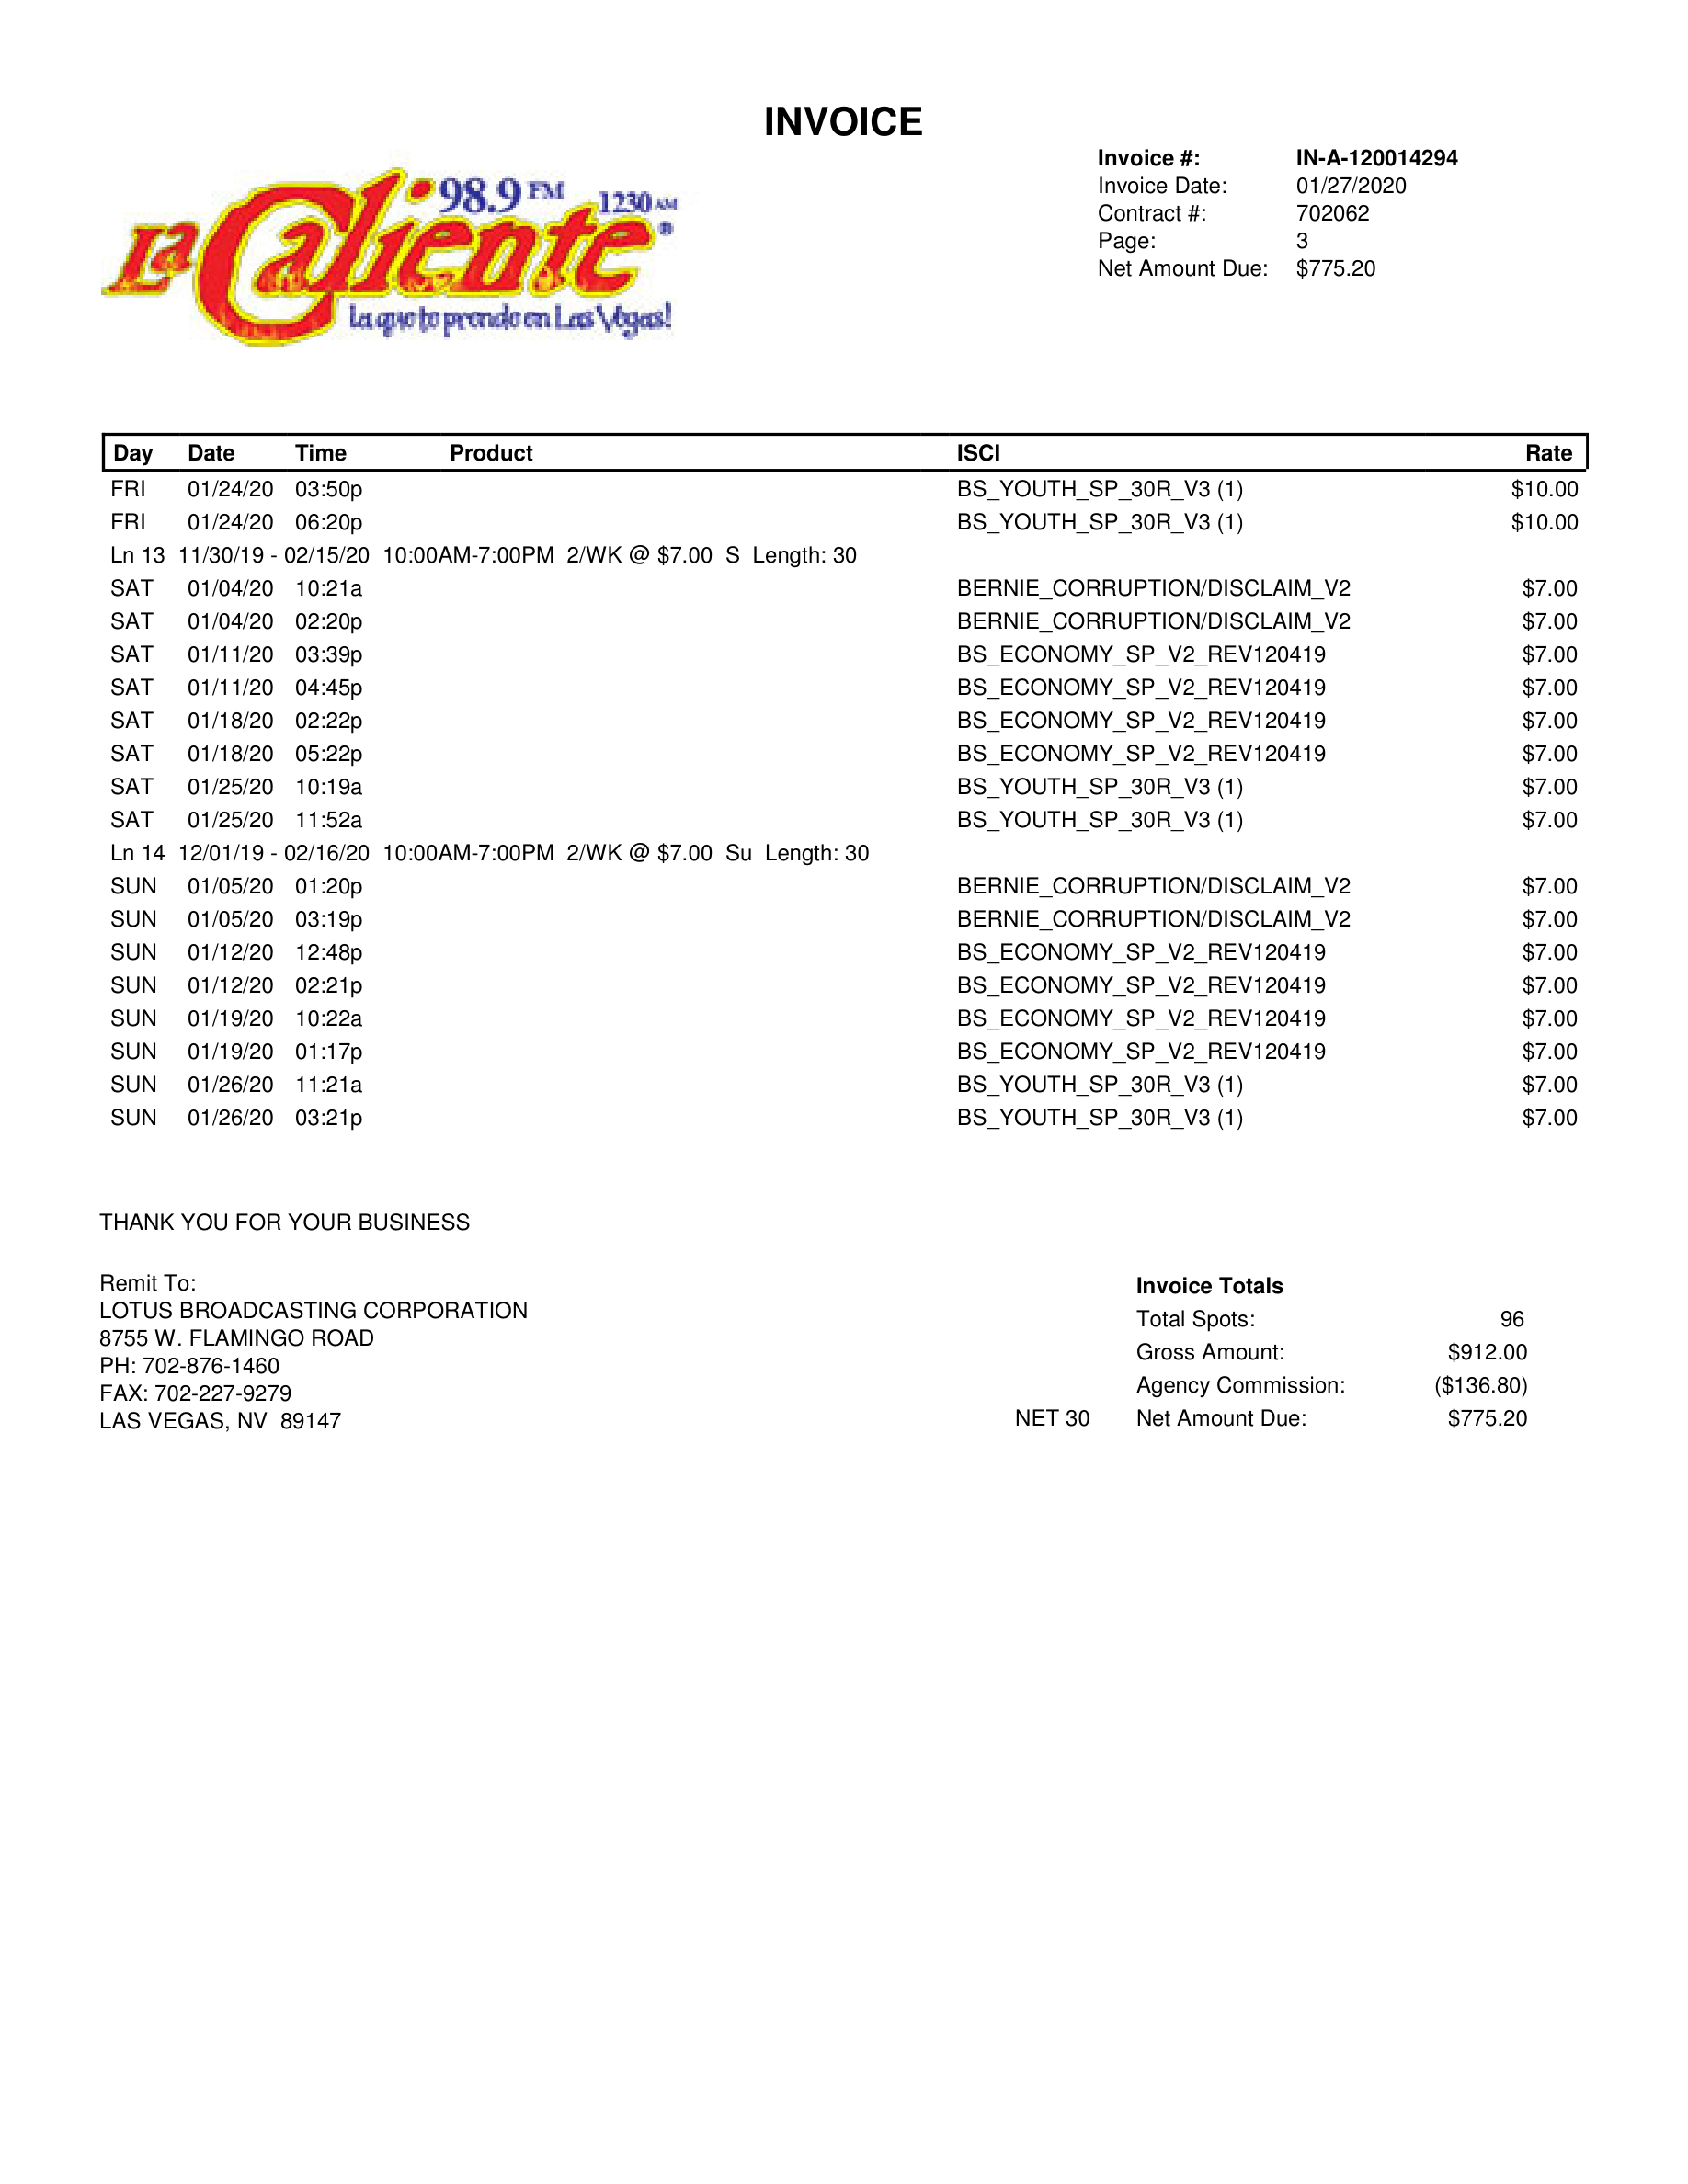 INVOICE
98.9 FM 1230 AM
La Caliente®
La que te prende en Las Vegas!
Invoice #: IN-A-120014294
Invoice Date: 01/27/2020
Contract #: 702062
Page: 3
Net Amount Due: $775.20
Day Date Time Product ISCI Rate
FRI 01/24/20 03:50p BS_YOUTH_SP_30R_V3 (1) $10.00
FRI 01/24/20 06:20p BS_YOUTH_SP_30R_V3 (1) $10.00
Ln 13 11/30/19 - 02/15/20 10:00AM-7:00PM 2/WK @ $7.00 S Length: 30
SAT 01/04/20 10:21a BERNIE_CORRUPTION/DISCLAIM_V2 $7.00
SAT 01/04/20 02:20p BERNIE_CORRUPTION/DISCLAIM_V2 $7.00
SAT 01/11/20 03:39p BS_ECONOMY_SP_V2_REV120419 $7.00
SAT 01/11/20 04:45p BS_ECONOMY_SP_V2_REV120419 $7.00
SAT 01/18/20 02:22p BS_ECONOMY_SP_V2_REV120419 $7.00
SAT 01/18/20 05:22p BS_ECONOMY_SP_V2_REV120419 $7.00
SAT 01/25/20 10:19a BS_YOUTH_SP_30R_V3 (1) $7.00
SAT 01/25/20 11:52a BS_YOUTH_SP_30R_V3 (1) $7.00
Ln 14 12/01/19 - 02/16/20 10:00AM-7:00PM 2/WK @ $7.00 Su Length: 30
SUN 01/05/20 01:20p BERNIE_CORRUPTION/DISCLAIM_V2 $7.00
SUN 01/05/20 03:19p BERNIE_CORRUPTION/DISCLAIM_V2 $7.00
SUN 01/12/20 12:48p BS_ECONOMY_SP_V2_REV120419 $7.00
SUN 01/12/20 02:21p BS_ECONOMY_SP_V2_REV120419 $7.00
SUN 01/19/20 10:22a BS_ECONOMY_SP_V2_REV120419 $7.00
SUN 01/19/20 01:17p BS_ECONOMY_SP_V2_REV120419 $7.00
SUN 01/26/20 11:21a BS_YOUTH_SP_30R_V3 (1) $7.00
SUN 01/26/20 03:21p BS_YOUTH_SP_30R_V3 (1) $7.00
THANK YOU FOR YOUR BUSINESS
Remit To:
LOTUS BROADCASTING CORPORATION
8755 W. FLAMINGO ROAD
PH: 702-876-1460
FAX: 702-227-9279
LAS VEGAS, NV 89147
Invoice Totals
Total Spots: 96
Gross Amount: $912.00
Agency Commission: ($136.80)
NET 30 Net Amount Due: $775.20